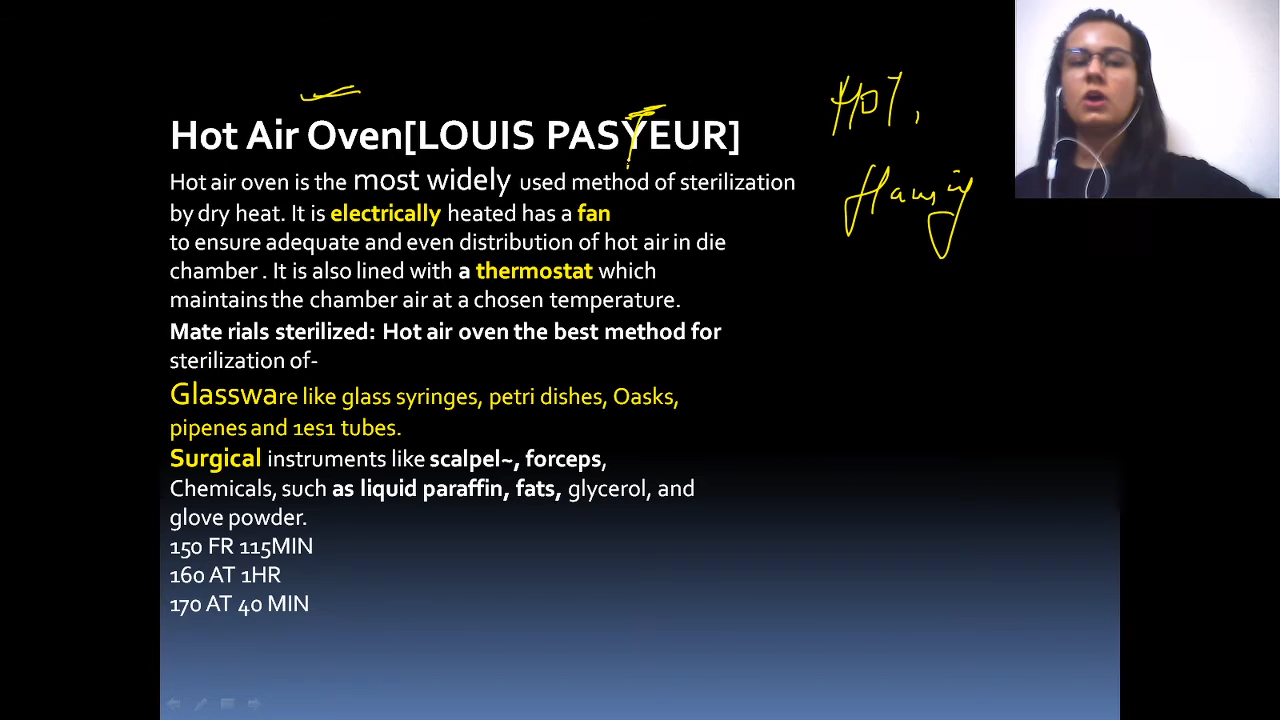 Hot Air Oven[LOUIS PASYEUR]
Hot air oven is the most widely used method of sterilization
by dry heat. It is electrically heated has a fan
to ensure adequate and even distribution of hot air in die
chamber . It is also lined with a thermostat which
maintains the chamber air at a chosen temperature.
Mate rials sterilized: Hot air oven the best method for
sterilization of-
Glassware like glass syringes, petri dishes, Oasks,
pipenes and 1es1 tubes.
Surgical instruments like scalpel~, forceps,
Chemicals, such as liquid paraffin, fats, glycerol, and
glove powder.
150 FR 115MIN
160 AT 1HR
170 AT 40 MIN
HOT,